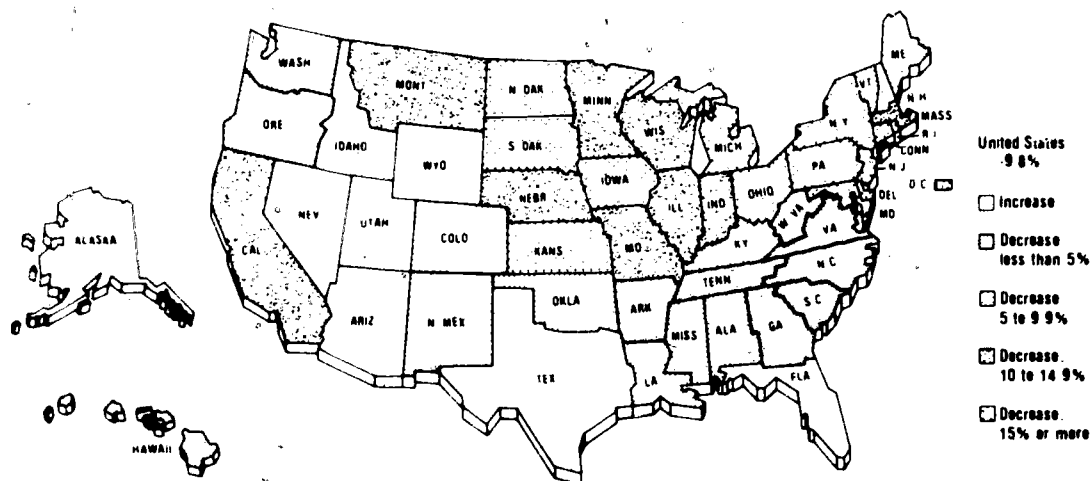 ME
WASH
MONT
N DAK
MINN
VT
N H
MASS
R I
CONN
N J
ORE
IDAHO
S DAK
WIS
MICH
N Y
WYO
IOWA
PA
D C
DEL
MD
NEBR
ILL
IND
OHIO
W VA
VA
NEV
UTAH
COLO
KANS
MO
KY
CAL
ALASKA
N C
TENN
OKLA
ARK
S C
ARIZ
N MEX
MISS
ALA
GA
TEX
LA
FLA
HAWAII
United States
-9 8%
Increase
Decrease
less than 5%
Decrease
5 to 9 9%
Decrease.
10 to 14 9%
Decrease.
15% or more